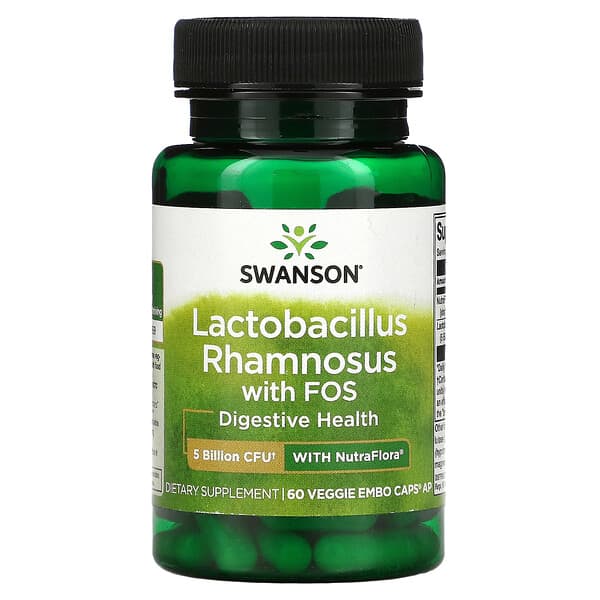 SWANSON®
Lactobacillus
Rhamnosus
with FOS
Digestive Health
5 Billion CFU† WITH NutraFlora®
DIETARY SUPPLEMENT | 60 VEGGIE EMBO CAPS® AP